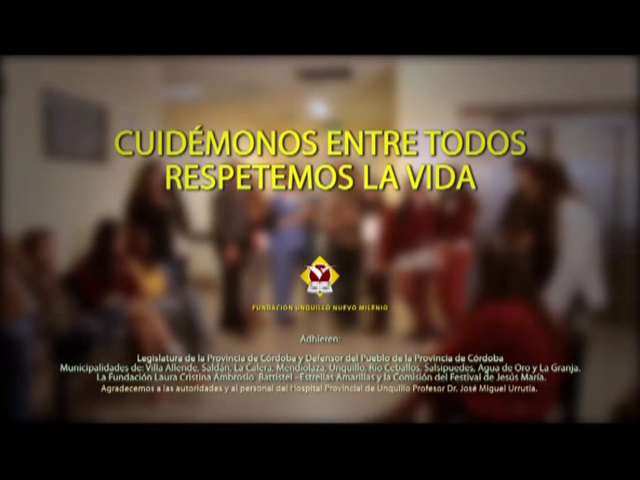 CUIDÉMONOS ENTRE TODOS
RESPETEMOS LA VIDA
FUNDACIÓN UNQUILLO NUEVO MILENIO
Adhieren:
Legislatura de la Provincia de Córdoba y Defensor del Pueblo de la Provincia de Córdoba
Municipalidades de: Villa Allende, Saldán, La Calera, Mendiolaza, Unquillo, Río Ceballos, Salsipuedes, Agua de Oro y La Granja.
La Fundación Laura Cristina Ambrosio Battistel –Estrellas Amarillas y la Comisión del Festival de Jesús María.
Agradecemos a las autoridades y al personal del Hospital Provincial de Unquillo Profesor Dr. José Miguel Urrutia.